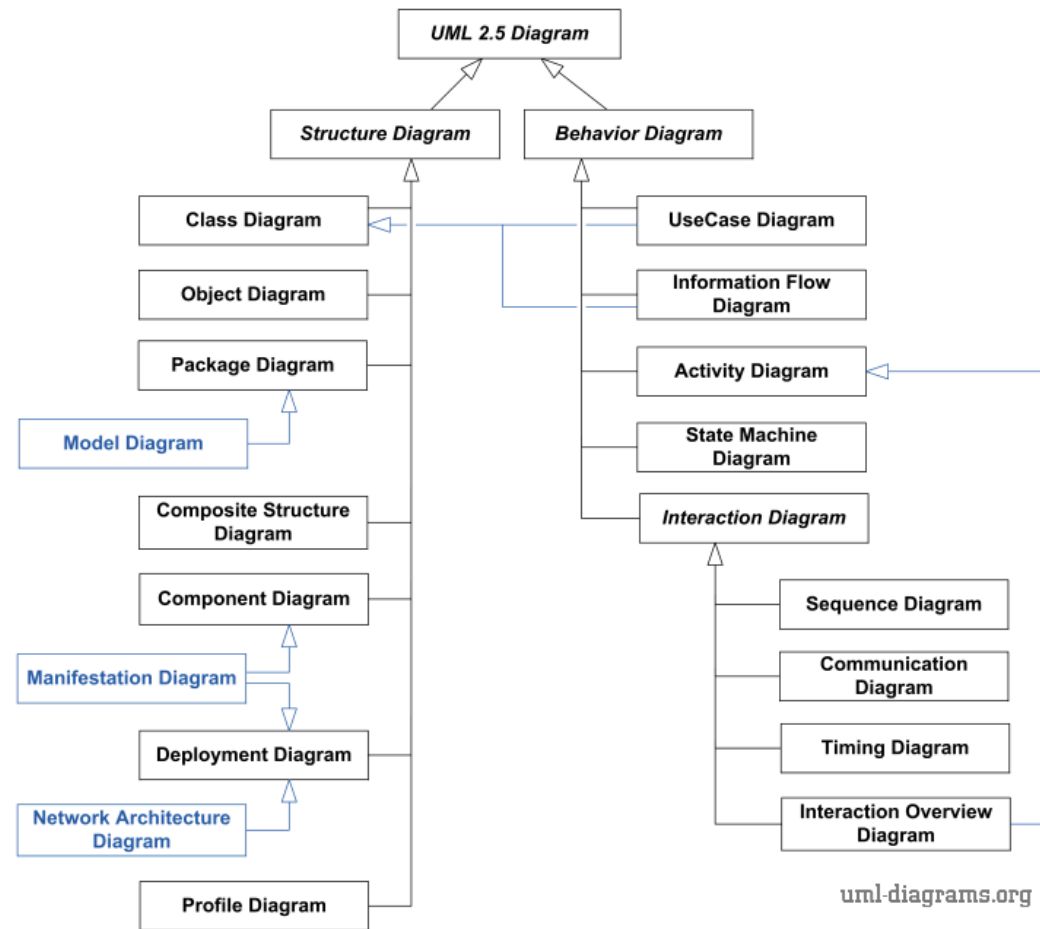 UML 2.5 Diagram
Structure Diagram
Behavior Diagram
Class Diagram
UseCase Diagram
Object Diagram
Information Flow
Diagram
Package Diagram
Activity Diagram
Model Diagram
State Machine
Diagram
Composite Structure
Diagram
Interaction Diagram
Component Diagram
Sequence Diagram
Manifestation Diagram
Communication
Diagram
Deployment Diagram
Timing Diagram
Network Architecture
Diagram
Interaction Overview
Diagram
Profile Diagram
uml-diagrams.org